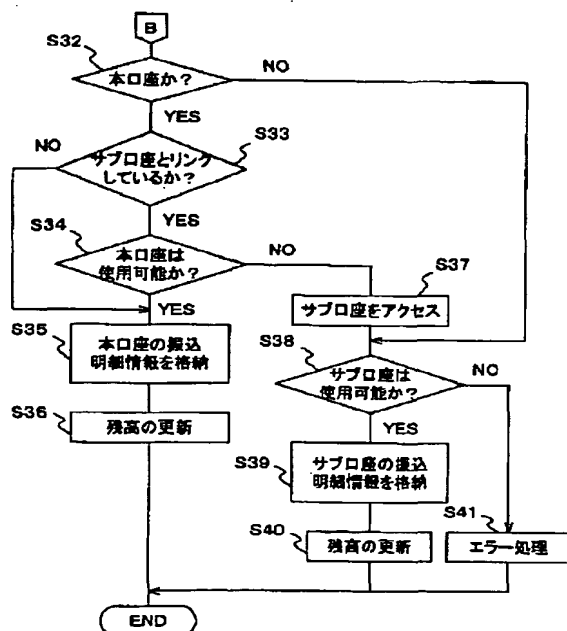 B
S32
本口座か?
NO
YES
S33
NO
サブ口座とリンク
しているか?
S34
YES
本口座は
使用可能か?
NO
S37
YES
サブ口座をアクセス
S35
本口座の振込
明細情報を格納
S38
サブ口座は
使用可能か?
NO
S36
残高の更新
YES
S39
サブ口座の振込
明細情報を格納
S40
残高の更新
S41
エラー処理
END